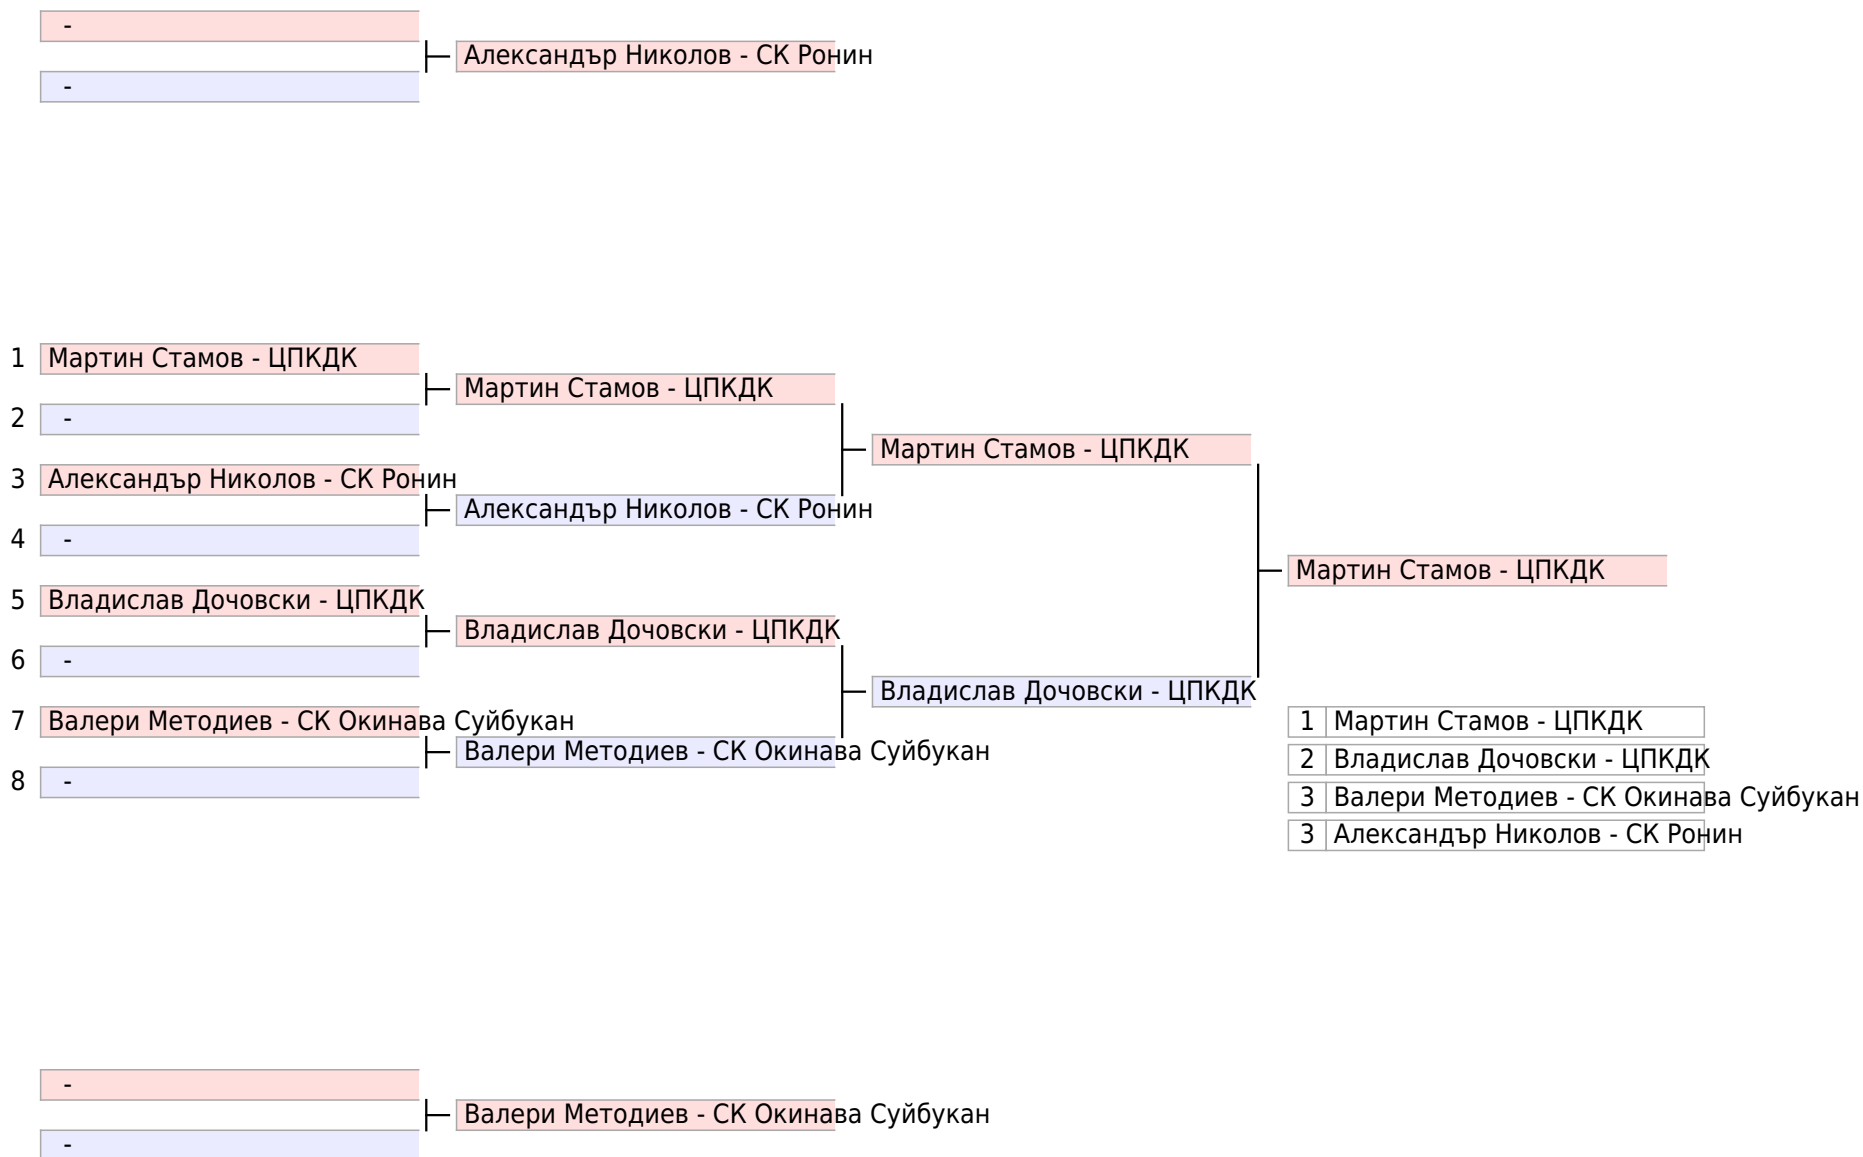 -
Александър Николов - СК Ронин
-
1 Мартин Стамов - ЦПКДК
Мартин Стамов - ЦПКДК
2 -
Мартин Стамов - ЦПКДК
3 Александър Николов - СК Ронин
Александър Николов - СК Ронин
4 -
Мартин Стамов - ЦПКДК
5 Владислав Дочовски - ЦПКДК
Владислав Дочовски - ЦПКДК
6 -
Владислав Дочовски - ЦПКДК
7 Валери Методиев - СК Окинава Суйбукан
Валери Методиев - СК Окинава Суйбукан
8 -
1 Мартин Стамов - ЦПКДК
2 Владислав Дочовски - ЦПКДК
3 Валери Методиев - СК Окинава Суйбукан
3 Александър Николов - СК Ронин
-
Валери Методиев - СК Окинава Суйбукан
-